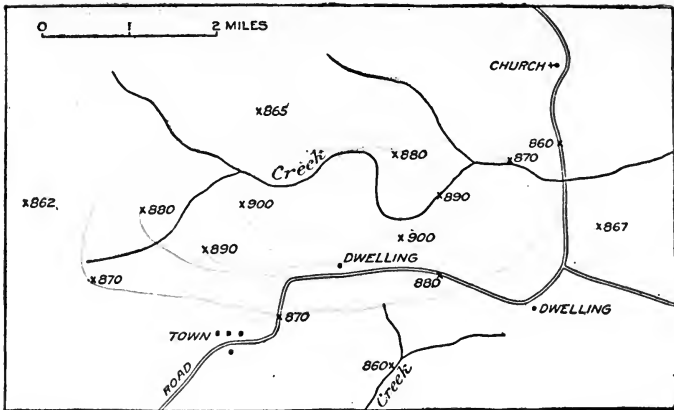 0 1 2 MILES
CHURCH
x865
860
x880
x870
Creek
x890
x862
x880
x900
x867
x890
x900
DWELLING
x870
880
DWELLING
x870
TOWN
860x
ROAD
Creek